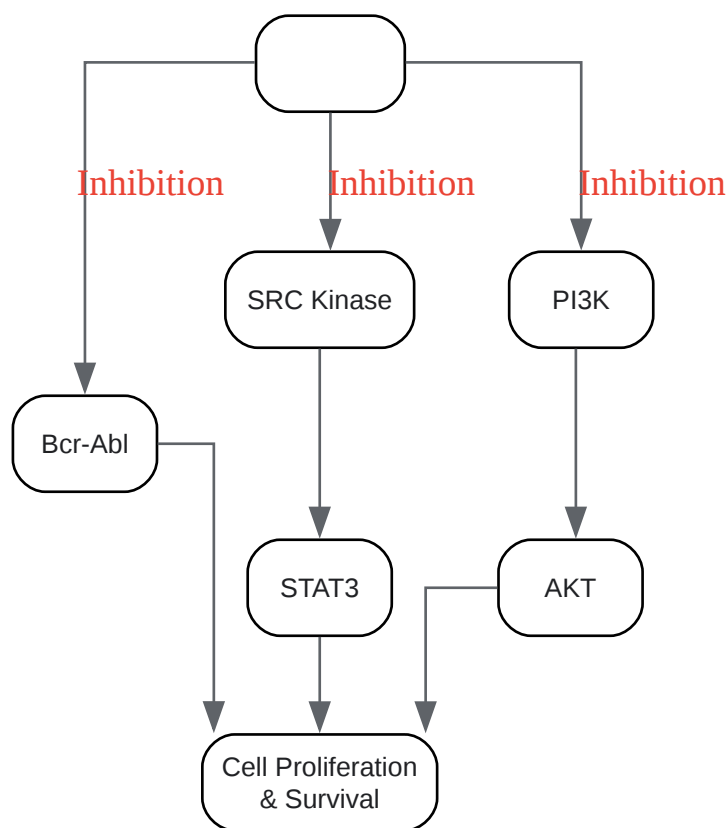 Inhibition
Inhibition
Inhibition
SRC Kinase
PI3K
Bcr-Abl
STAT3
AKT
Cell Proliferation
& Survival